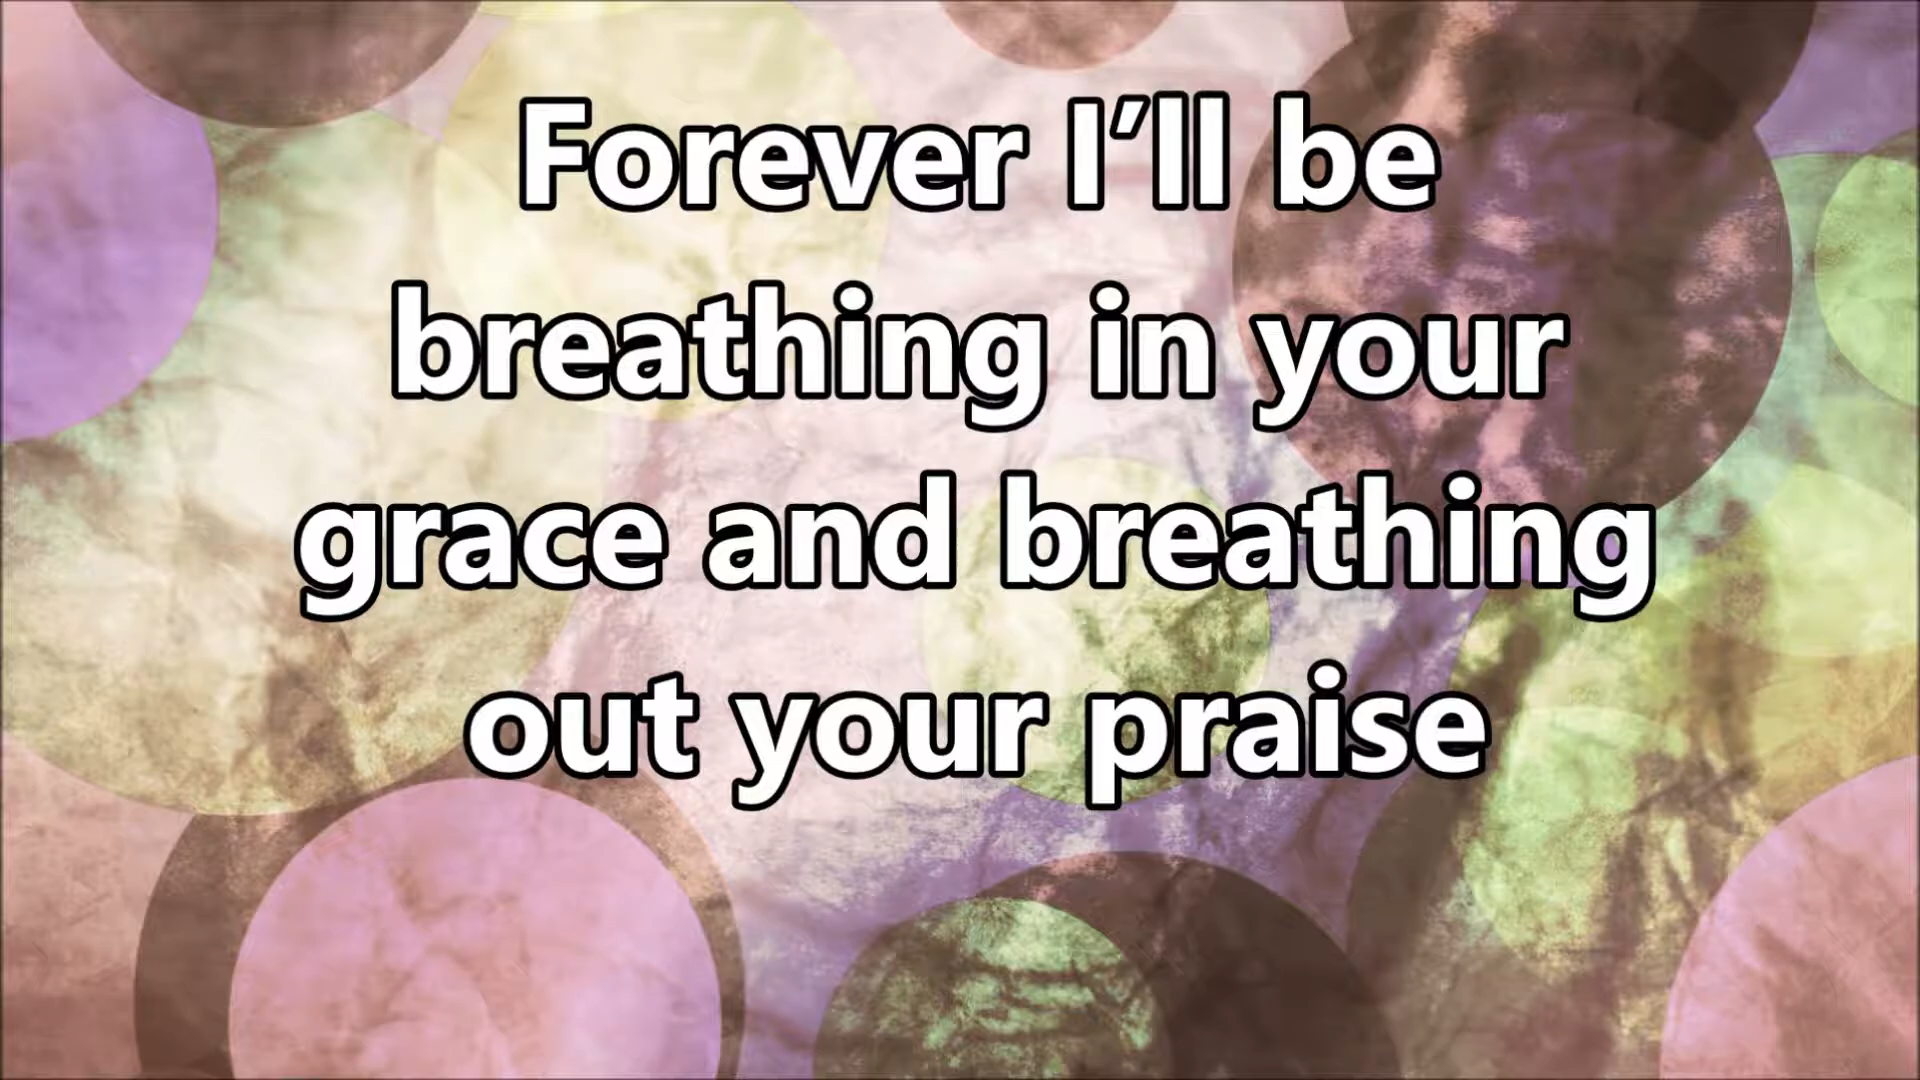 Forever I’ll be
breathing in your
grace and breathing
out your praise